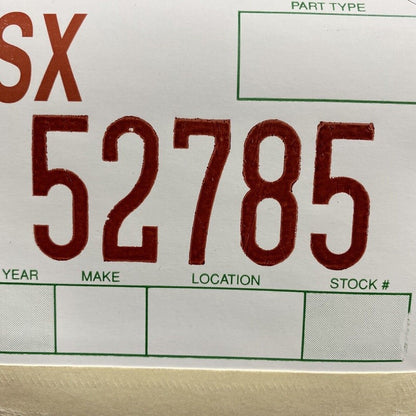 PART TYPE
SX
52785
YEAR MAKE LOCATION STOCK #